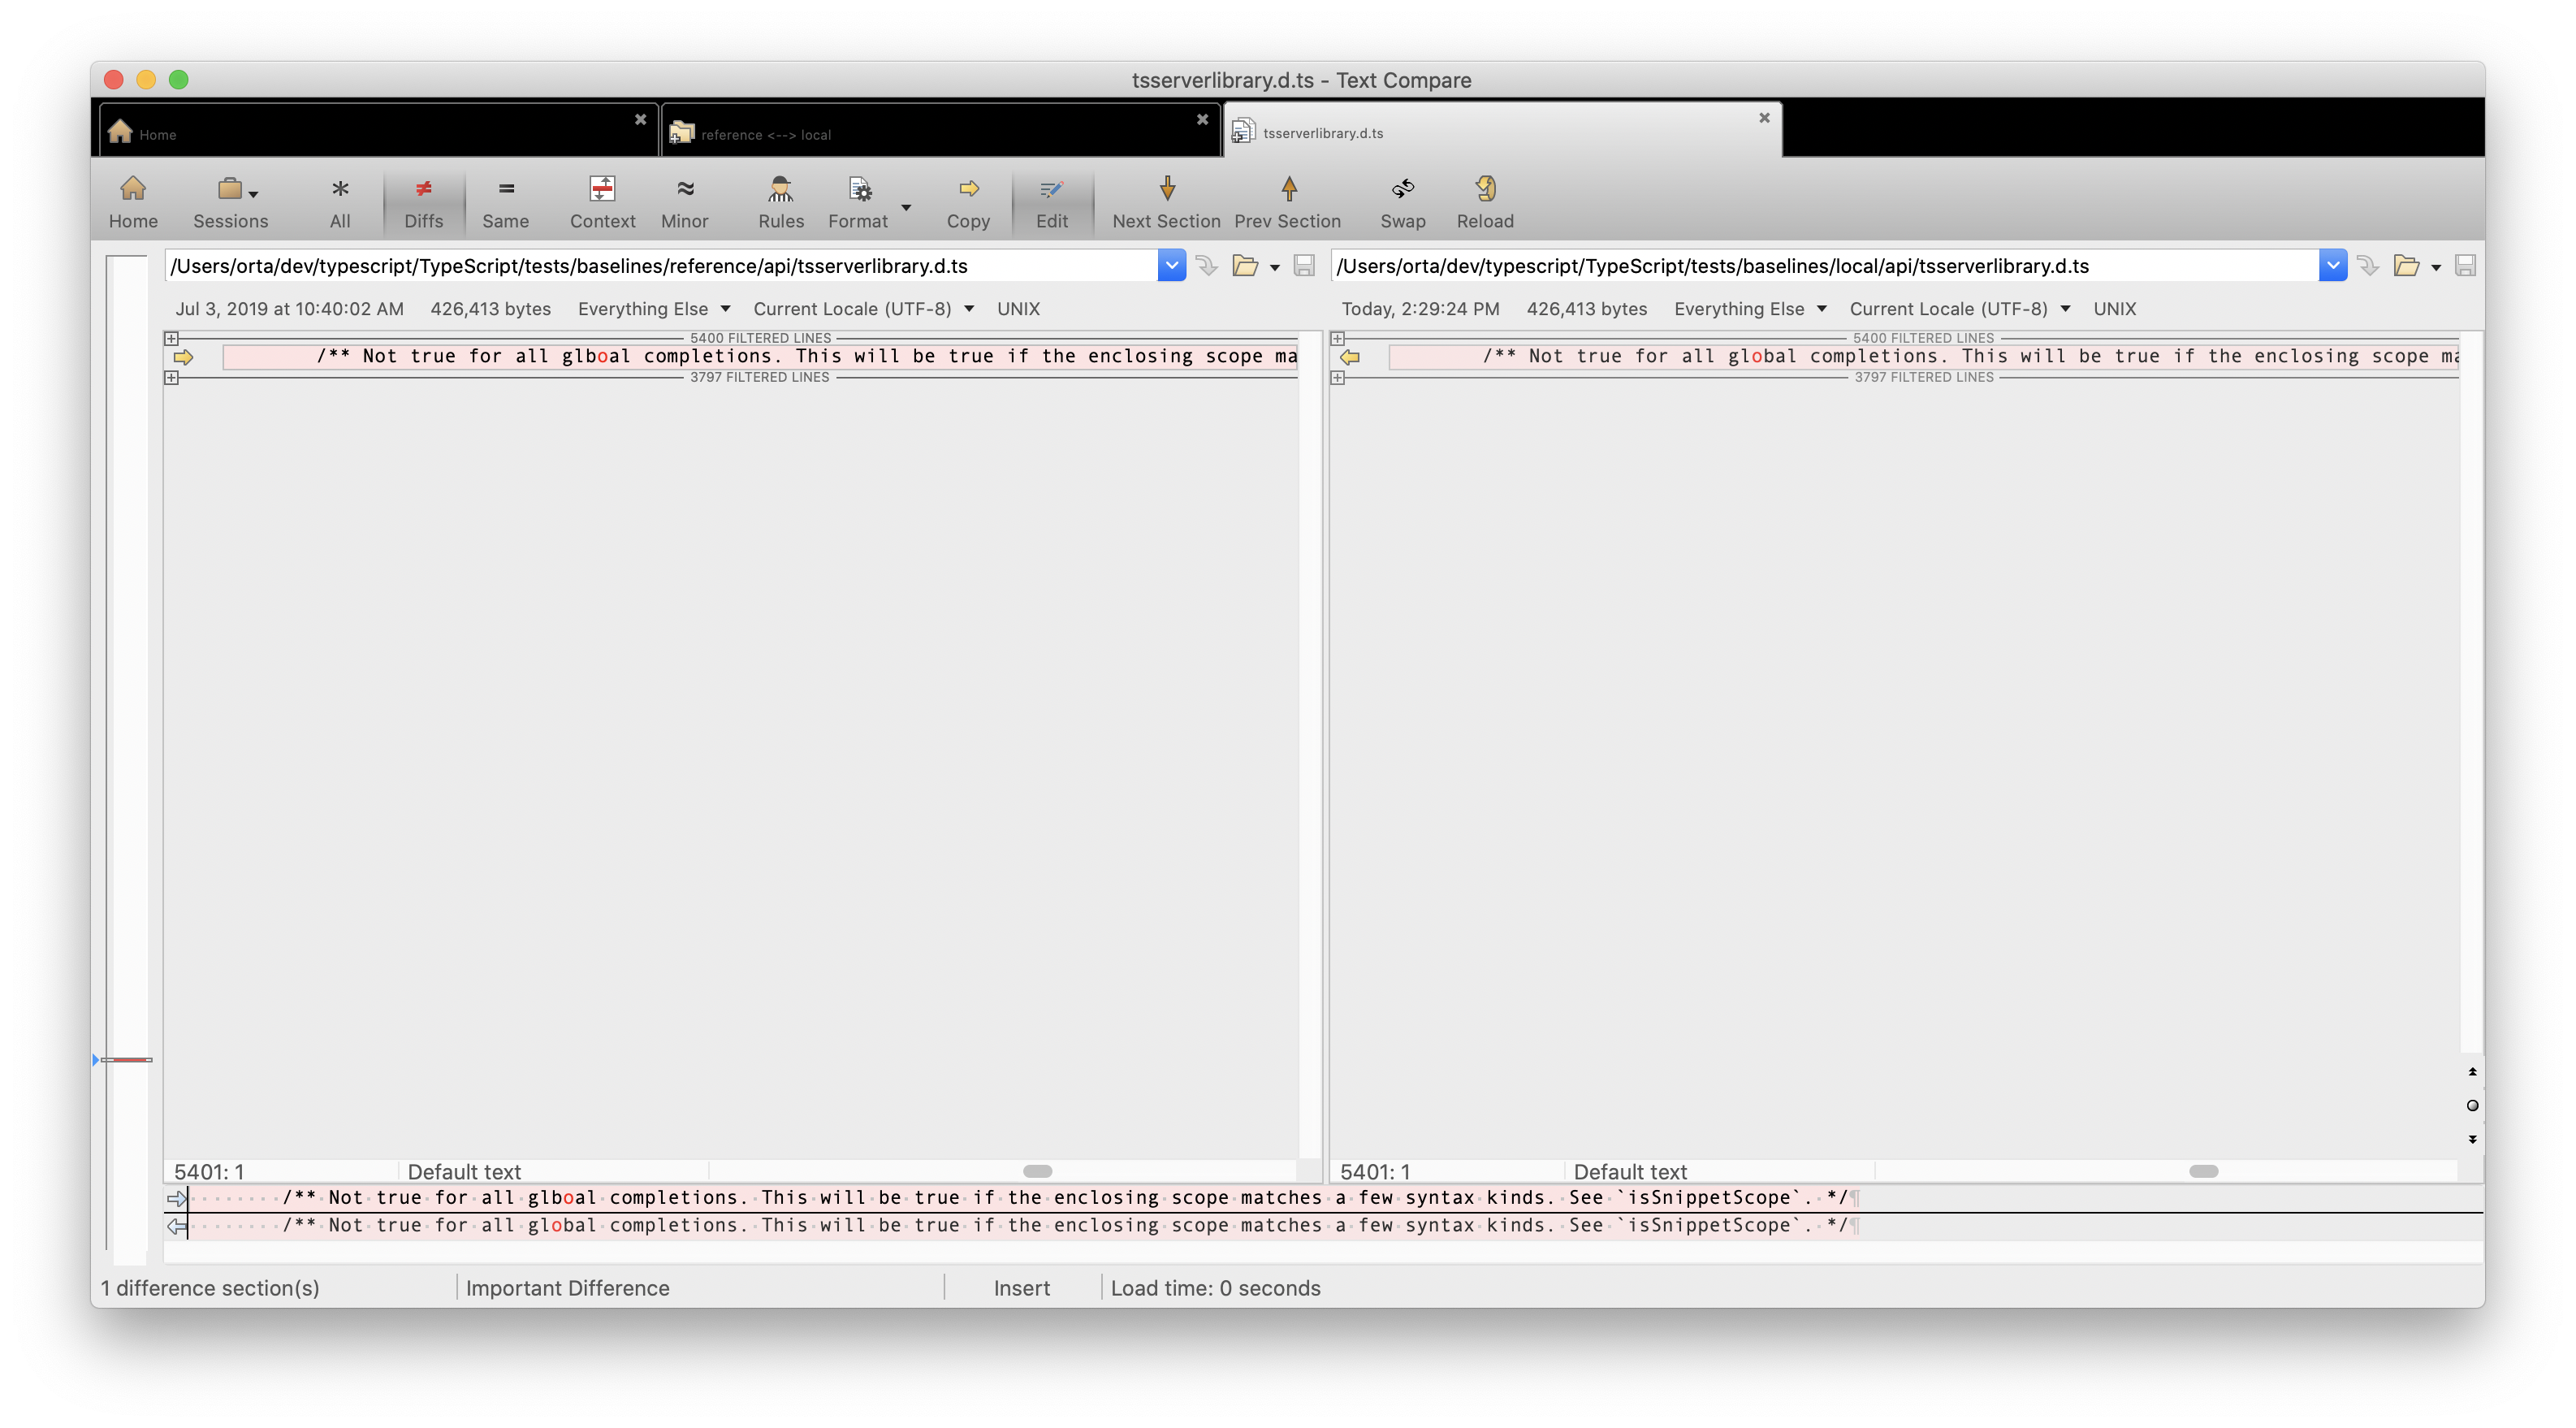 tsserverlibrary.d.ts - Text Compare
Home
reference <--> local
tsserverlibrary.d.ts
Home Sessions All Diffs Same Context Minor Rules Format Copy Edit Next Section Prev Section Swap Reload
/Users/orta/dev/typescript/TypeScript/tests/baselines/reference/api/tsserverlibrary.d.ts
/Users/orta/dev/typescript/TypeScript/tests/baselines/local/api/tsserverlibrary.d.ts
Jul 3, 2019 at 10:40:02 AM 426,413 bytes Everything Else Current Locale (UTF-8) UNIX
Today, 2:29:24 PM 426,413 bytes Everything Else Current Locale (UTF-8) UNIX
5400 FILTERED LINES
/** Not true for all glboal completions. This will be true if the enclosing scope ma
3797 FILTERED LINES
5400 FILTERED LINES
/** Not true for all global completions. This will be true if the enclosing scope ma
3797 FILTERED LINES
5401: 1 Default text
5401: 1 Default text
/** Not true for all glboal completions. This will be true if the enclosing scope matches a few syntax kinds. See `isSnippetScope`. */¶
/** Not true for all global completions. This will be true if the enclosing scope matches a few syntax kinds. See `isSnippetScope`. */¶
1 difference section(s) Important Difference Insert Load time: 0 seconds